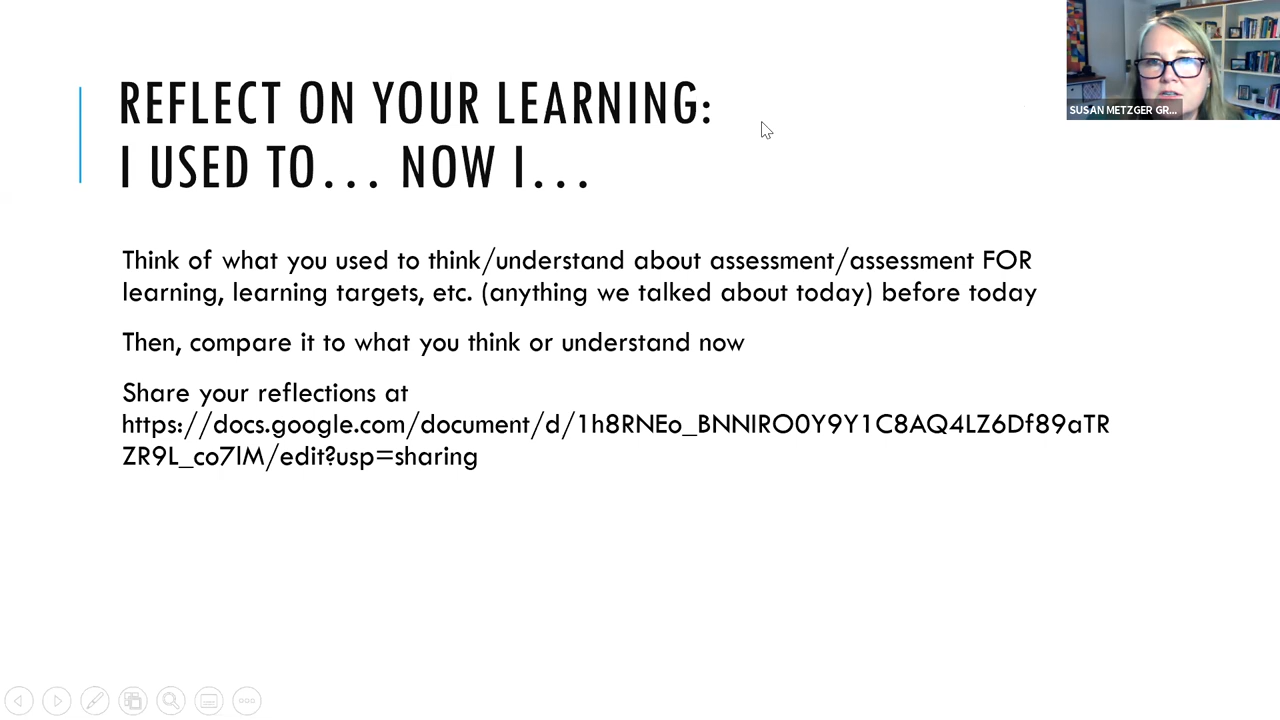 REFLECT ON YOUR LEARNING:
I USED TO... NOW I...
Think of what you used to think/understand about assessment/assessment FOR
learning, learning targets, etc. (anything we talked about today) before today
Then, compare it to what you think or understand now
Share your reflections at
https://docs.google.com/document/d/1h8RNEo_BNNIRO0Y9Y1C8AQ4LZ6Df89aTR
ZR9L_co7lM/edit?usp=sharing
SUSAN METZGER GR...